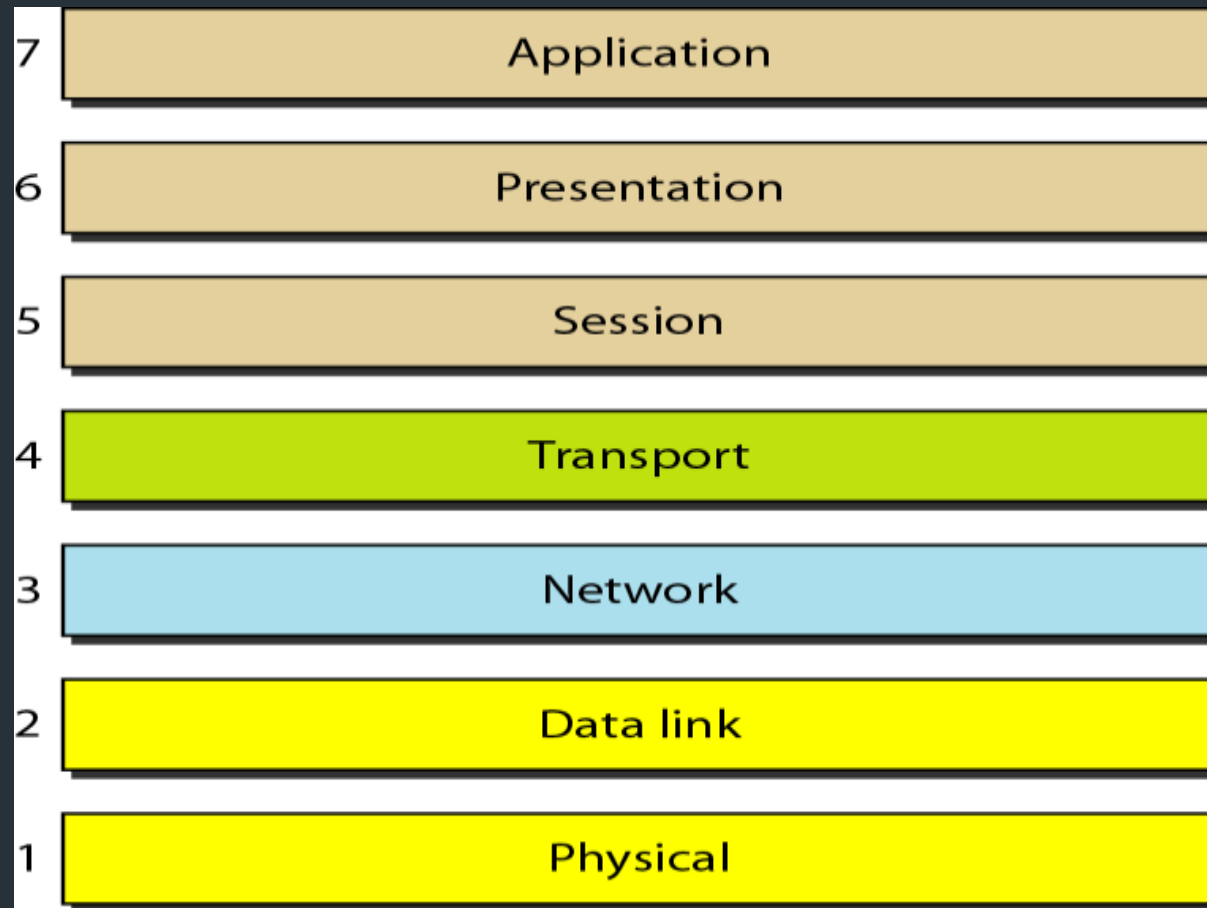 7 Application
6 Presentation
5 Session
4 Transport
3 Network
2 Data link
1 Physical